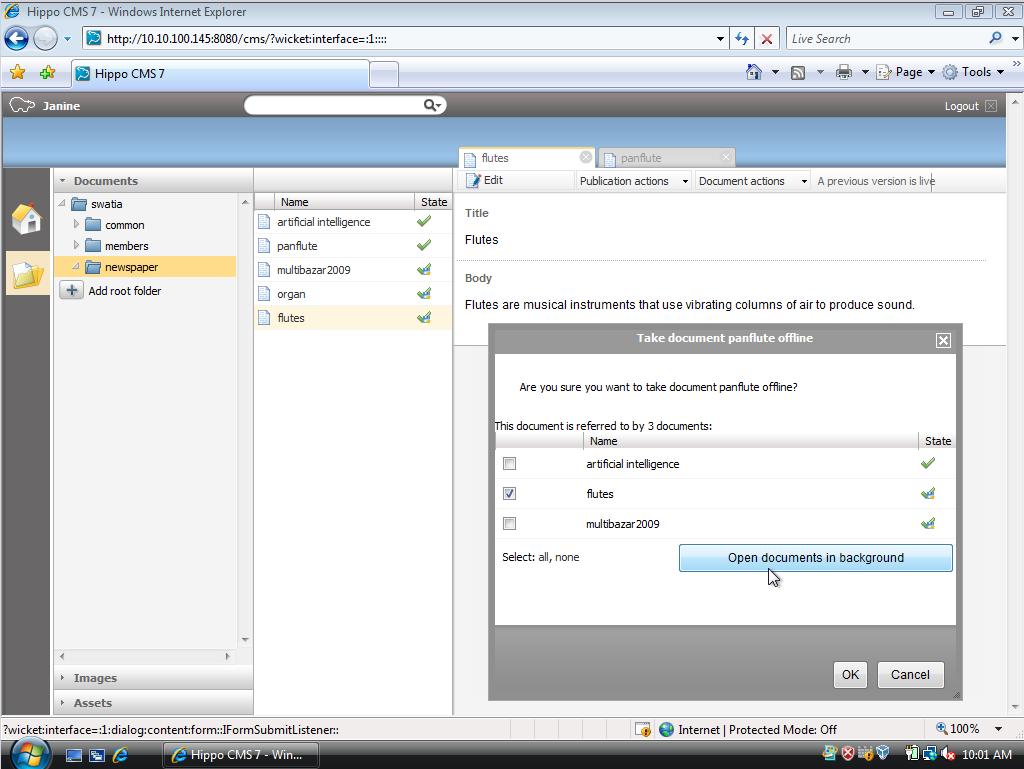 Hippo CMS 7 - Windows Internet Explorer
http://10.10.100.145:8080/cms/?wicket:interface=:1::::
Live Search
Hippo CMS 7
Page
Tools
Janine
Logout
flutes
panflute
Documents
Edit
Publication actions
Document actions
A previous version is live
swatia
common
members
newspaper
Add root folder
Name
State
artificial intelligence
panflute
multibazar2009
organ
flutes
Title
Flutes
Body
Flutes are musical instruments that use vibrating columns of air to produce sound.
Take document panflute offline
Are you sure you want to take document panflute offline?
This document is referred to by 3 documents:
Name
State
artificial intelligence
flutes
multibazar2009
Select: all, none
Open documents in background
OK
Cancel
Images
Assets
?wicket:interface=:1:dialog:content:form::IFormSubmitListener::
Internet | Protected Mode: Off
100%
Hippo CMS 7 - Win...
10:01 AM